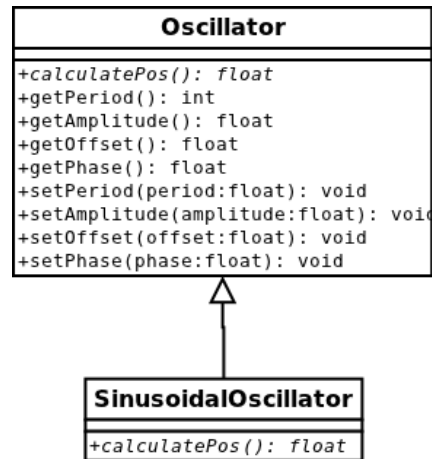 Oscillator
+calculatePos(): float
+getPeriod(): int
+getAmplitude(): float
+getOffset(): float
+getPhase(): float
+setPeriod(period:float): void
+setAmplitude(amplitude:float): void
+setOffset(offset:float): void
+setPhase(phase:float): void
SinusoidalOscillator
+calculatePos(): float